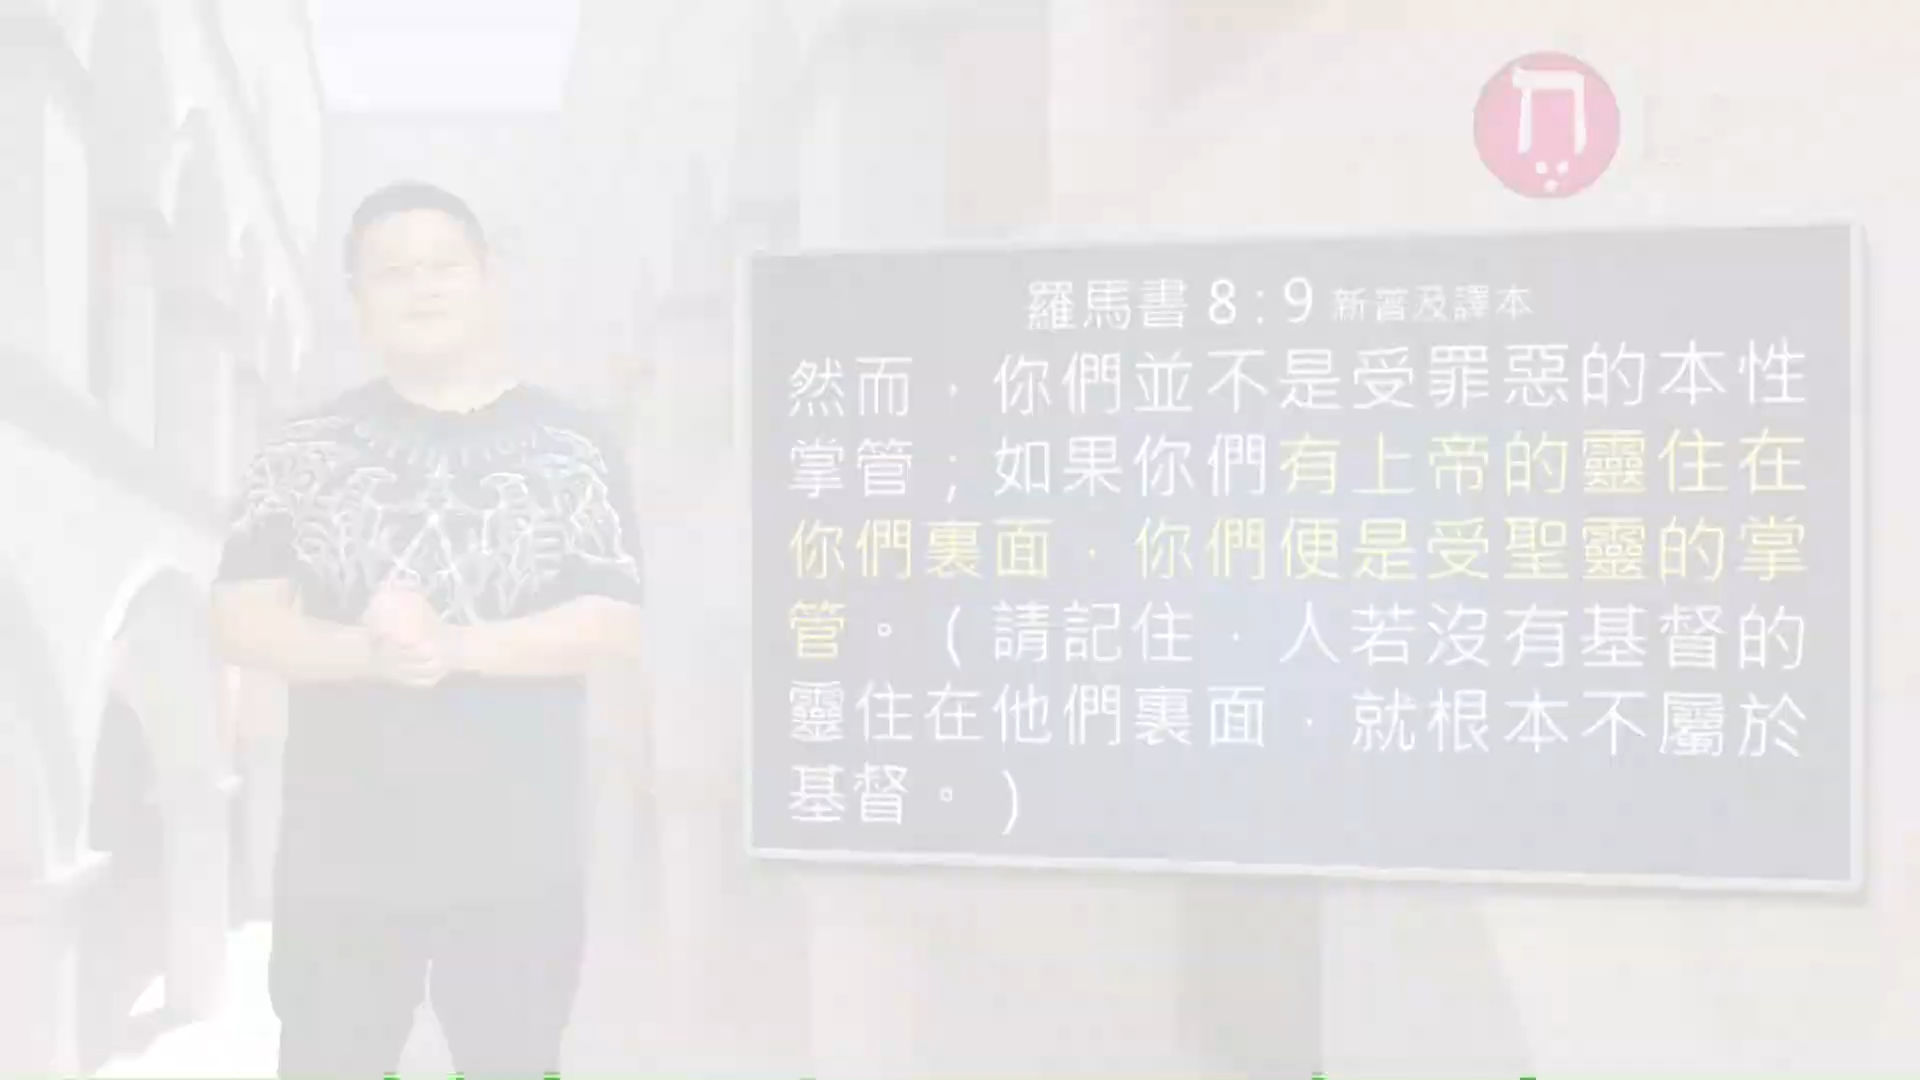 ת
羅馬書 8:9 新普及譯本
然而,你們並不是受罪惡的本性
掌管;如果你們有上帝的靈住在
你們裏面,你們便是受聖靈的掌
管。(請記住,人若沒有基督的
靈住在他們裏面,就根本不屬於
基督。)